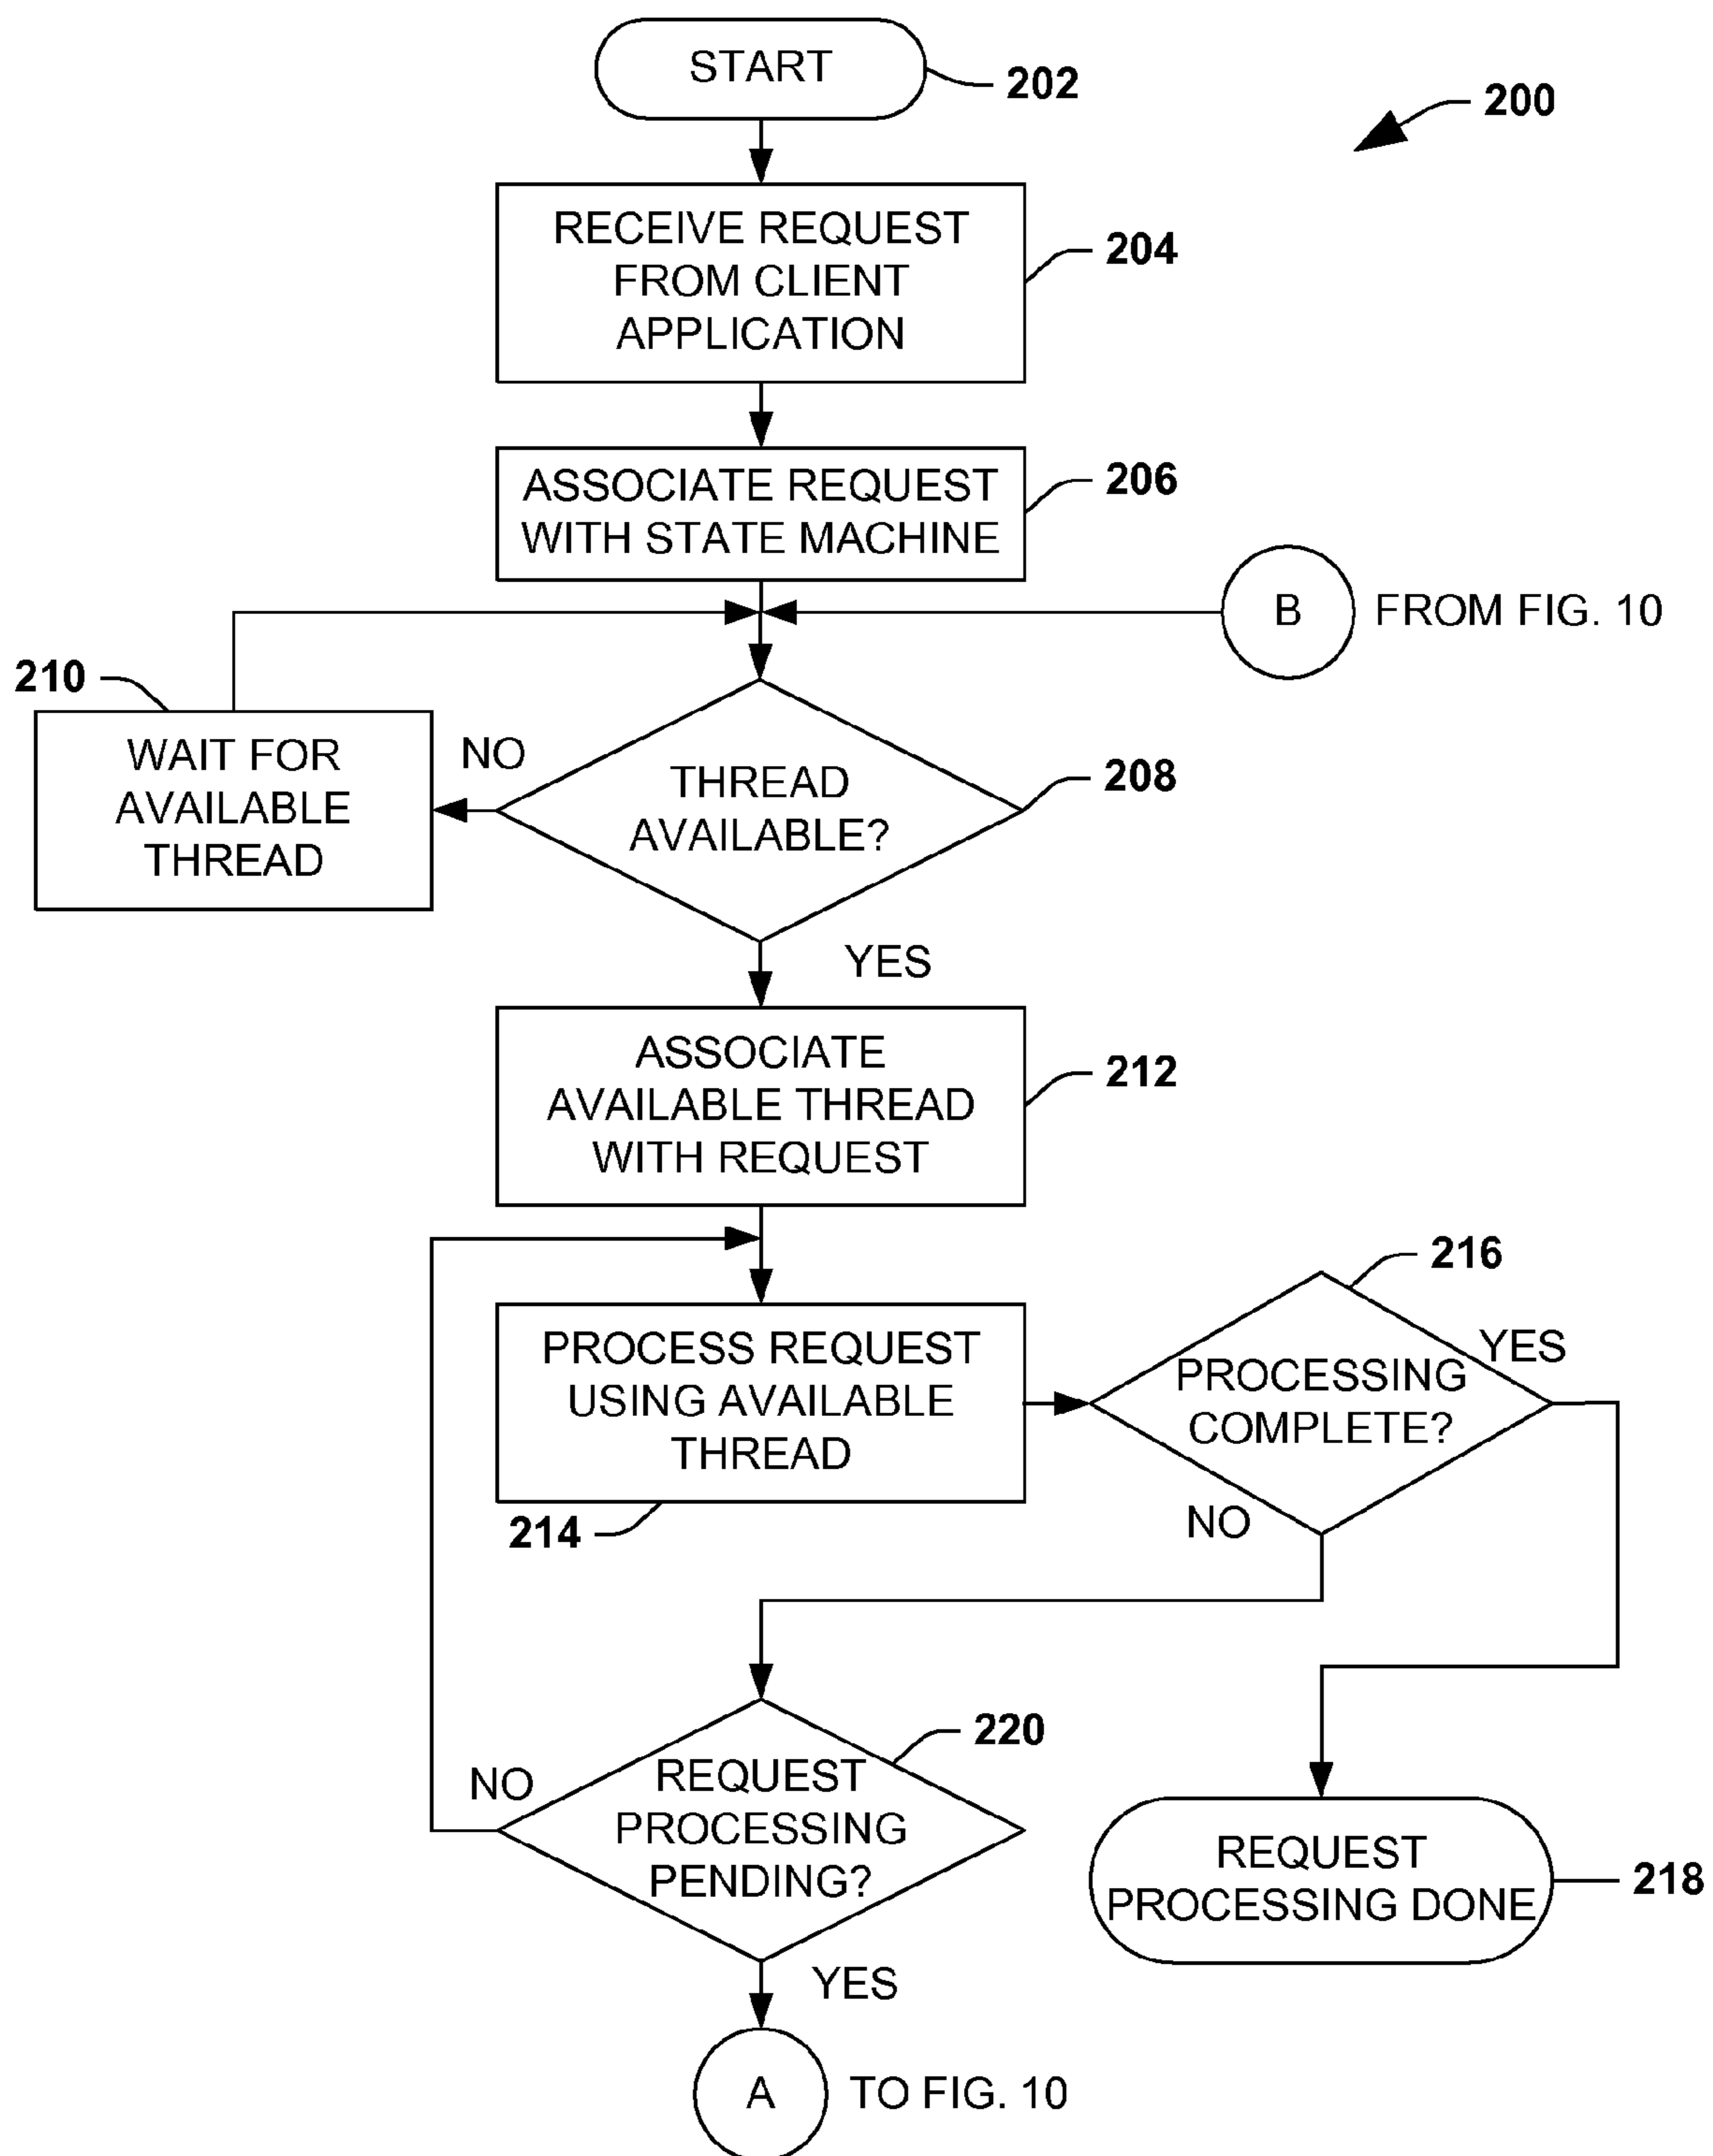 START
202
200
RECEIVE REQUEST
FROM CLIENT
APPLICATION
204
ASSOCIATE REQUEST
WITH STATE MACHINE
206
B
FROM FIG. 10
210
WAIT FOR
AVAILABLE
THREAD
NO
THREAD
AVAILABLE?
208
YES
ASSOCIATE
AVAILABLE THREAD
WITH REQUEST
212
PROCESS REQUEST
USING AVAILABLE
THREAD
214
216
PROCESSING
COMPLETE?
YES
NO
220
REQUEST
PROCESSING
PENDING?
NO
YES
REQUEST
PROCESSING DONE
218
A
TO FIG. 10